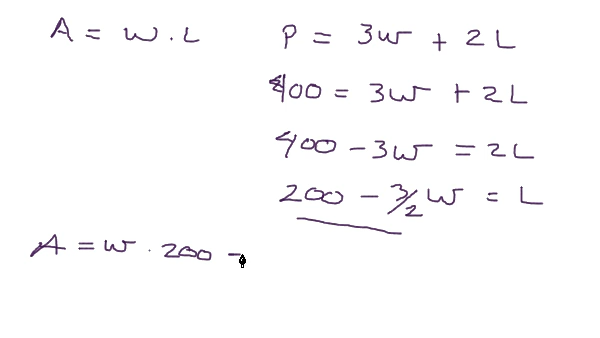 A = W . L
P = 3W + 2L
400 = 3W + 2L
400 - 3W = 2L
200 - 3/2 W = L
A = W . 200 -